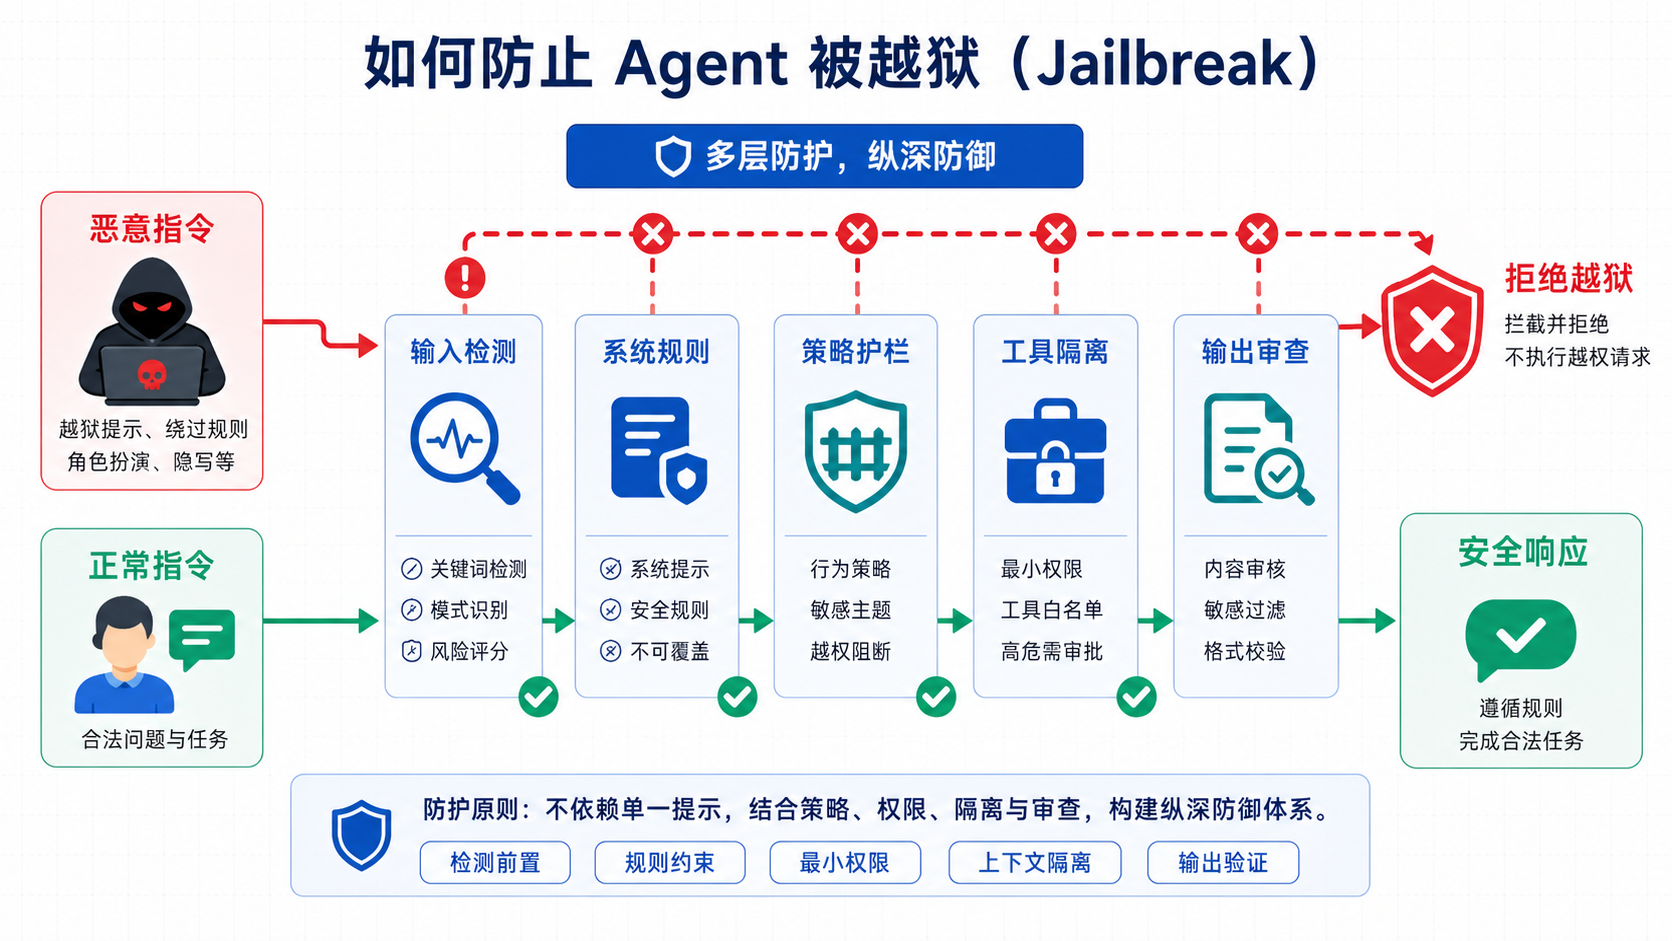 如何防止 Agent 被越狱（Jailbreak）
多层防护，纵深防御
恶意指令
越狱提示、绕过规则
角色扮演、隐写等
正常指令
合法问题与任务
输入检测
关键词检测
模式识别
风险评分
系统规则
系统提示
安全规则
不可覆盖
策略护栏
行为策略
敏感主题
越权阻断
工具隔离
最小权限
工具白名单
高危需审批
输出审查
内容审核
敏感过滤
格式校验
拒绝越狱
拦截并拒绝
不执行越权请求
安全响应
遵循规则
完成合法任务
防护原则：不依赖单一提示，结合策略、权限、隔离与审查，构建纵深防御体系。
检测前置
规则约束
最小权限
上下文隔离
输出验证